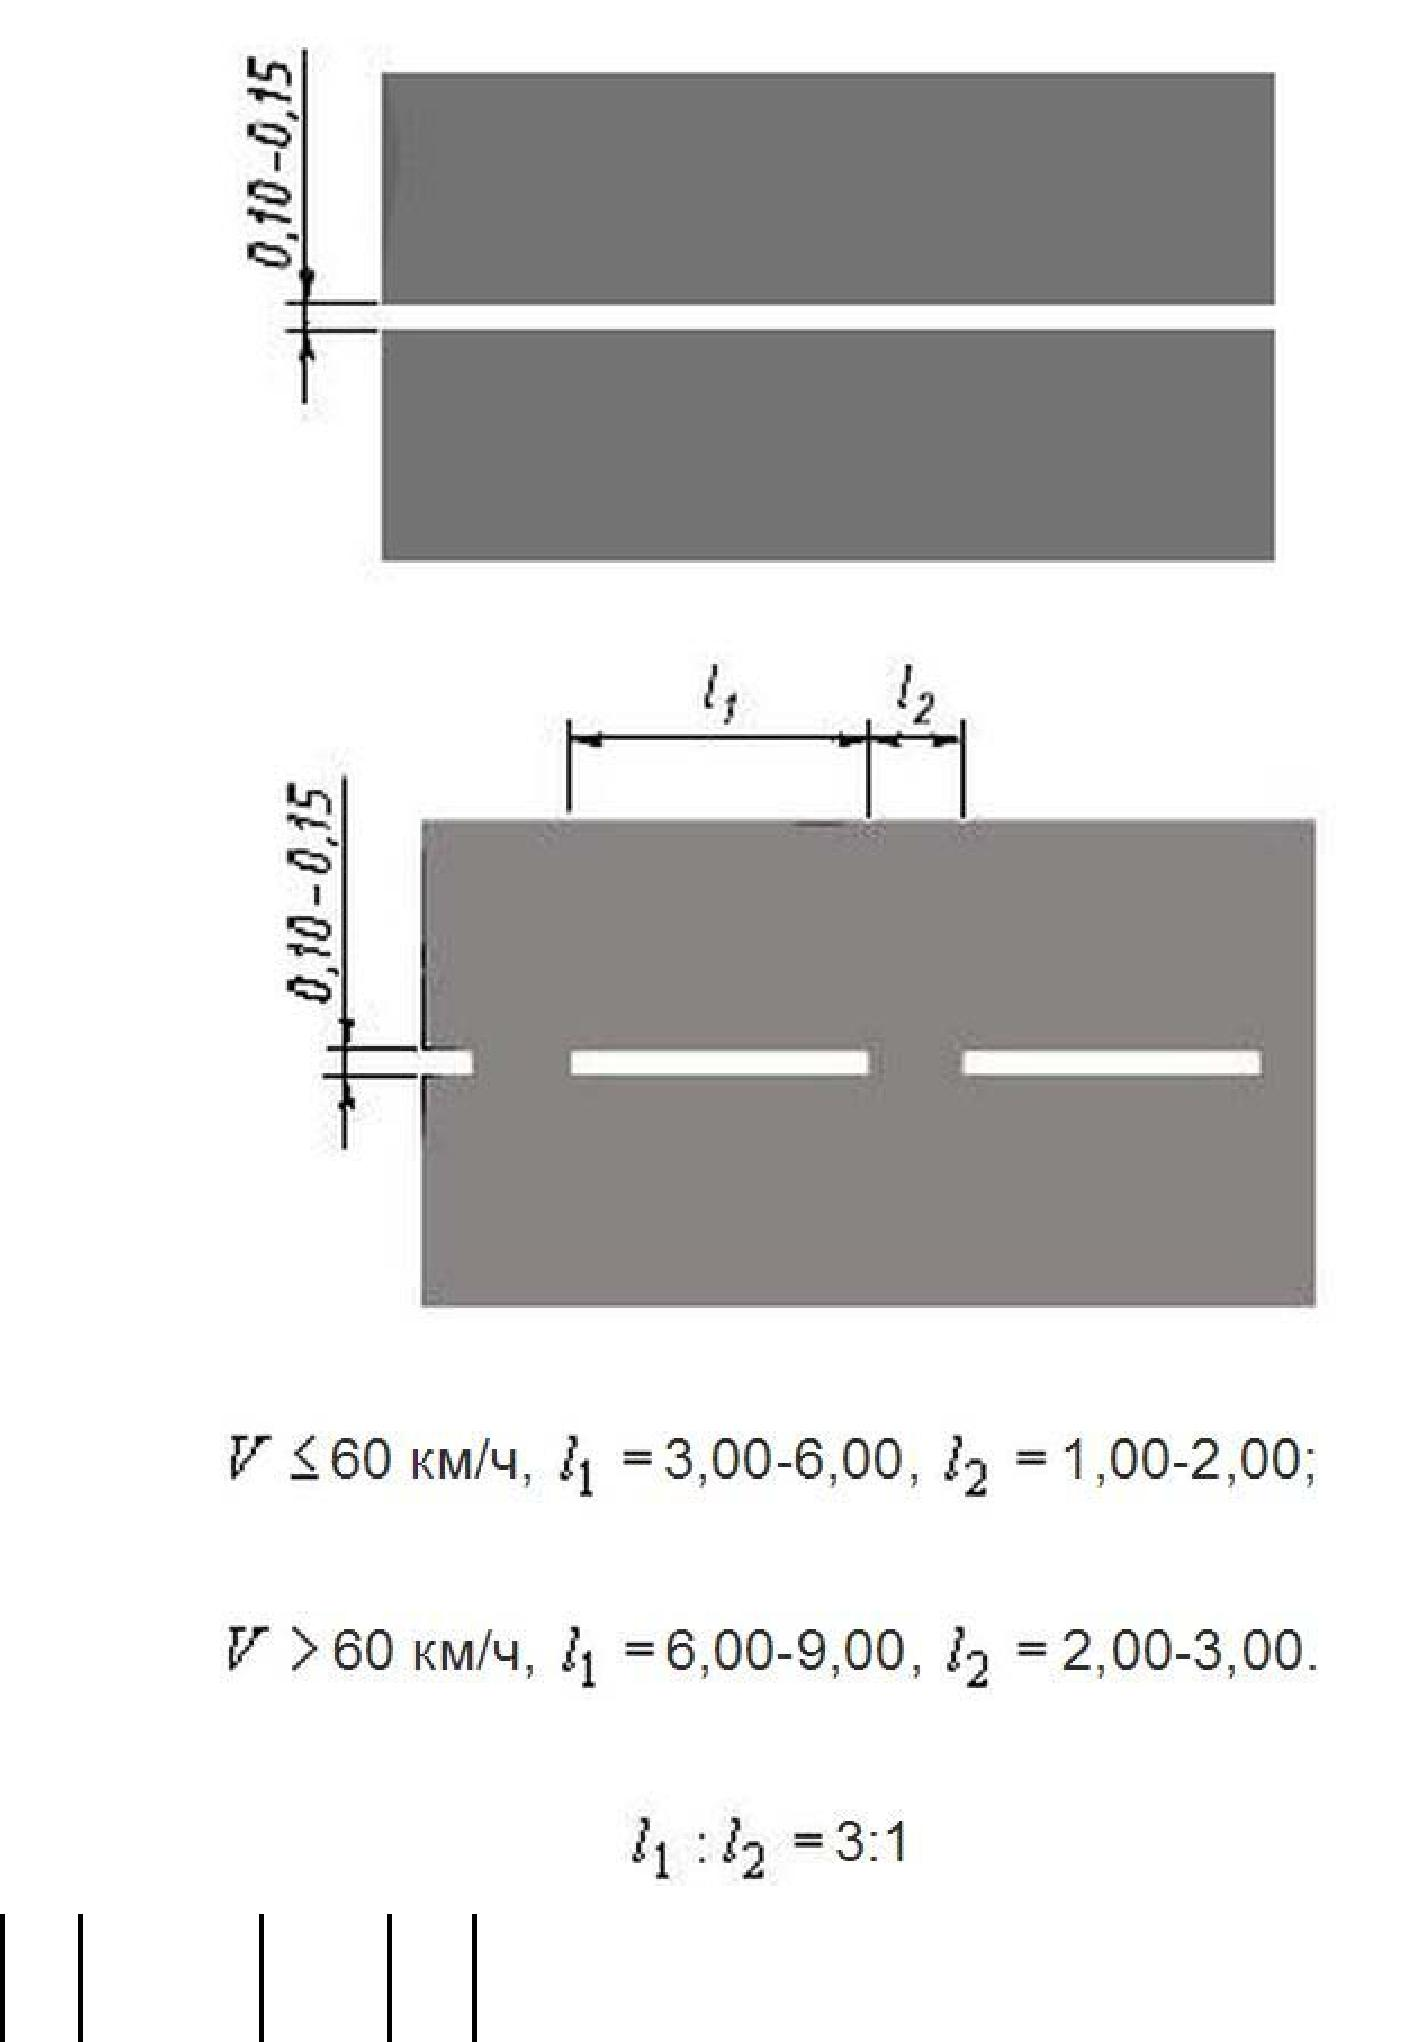 0,10-0,15
l1 l2
0,10-0,15
V ≤ 60 км/ч, l1 = 3,00-6,00, l2 = 1,00-2,00;
V > 60 км/ч, l1 = 6,00-9,00, l2 = 2,00-3,00.
l1 : l2 = 3:1